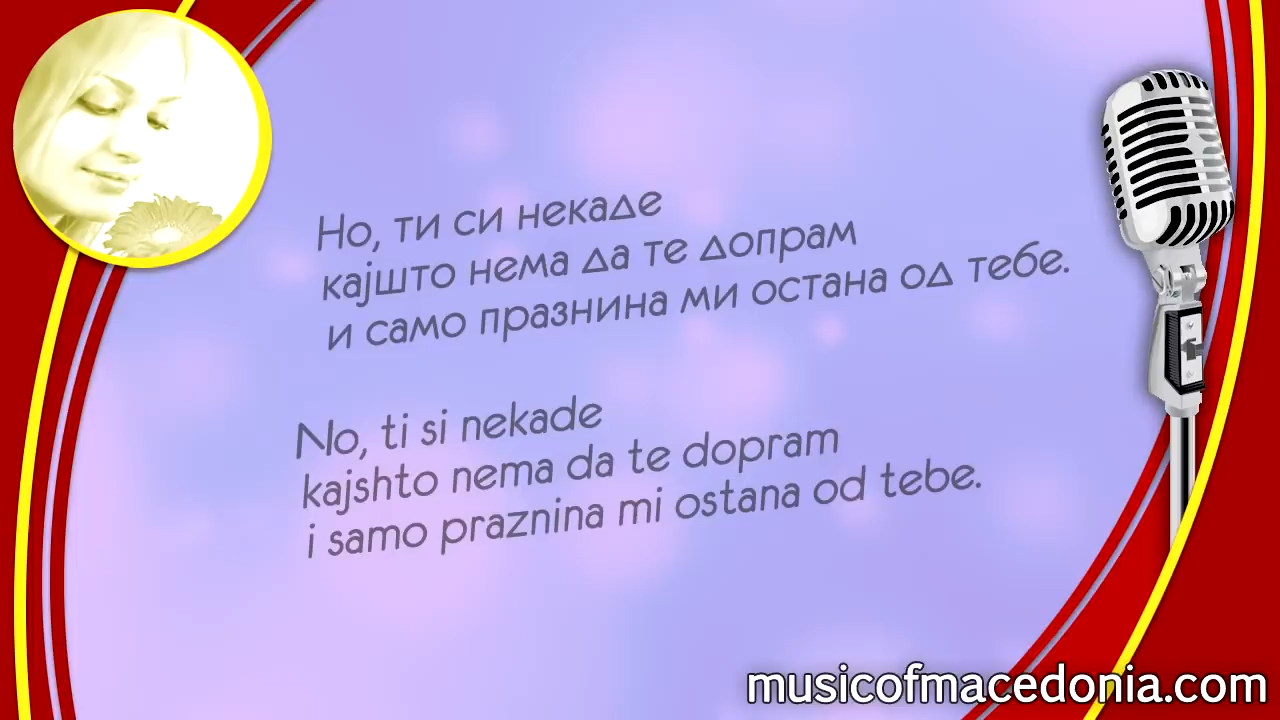 Но, ти си некаде
кајшто нема да те допрам
и само празнина ми остана од тебе.
No, ti si nekade
kajshto nema da te dopram
i samo praznina mi ostana od tebe.
musicofmacedonia.com